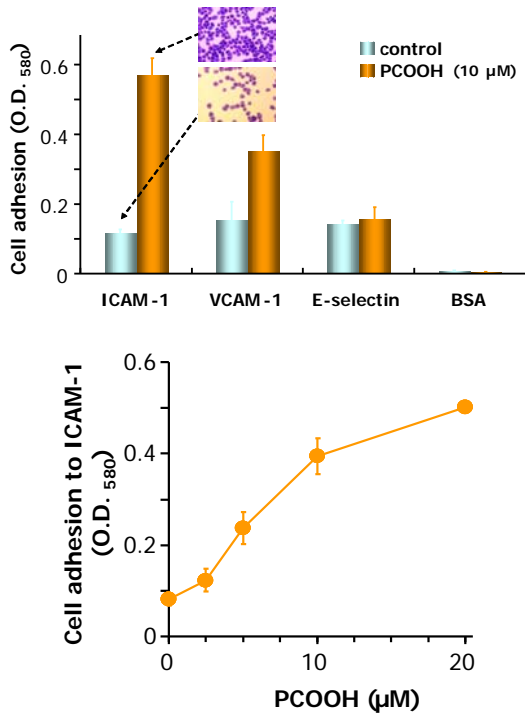 Cell adhesion (O.D. 580)
0.6
0.4
0.2
0
control
PCOOH (10 µM)
ICAM-1
VCAM-1
E-selectin
BSA
Cell adhesion to ICAM-1
(O.D. 580)
0.6
0.4
0.2
0
0
10
20
PCOOH (µM)